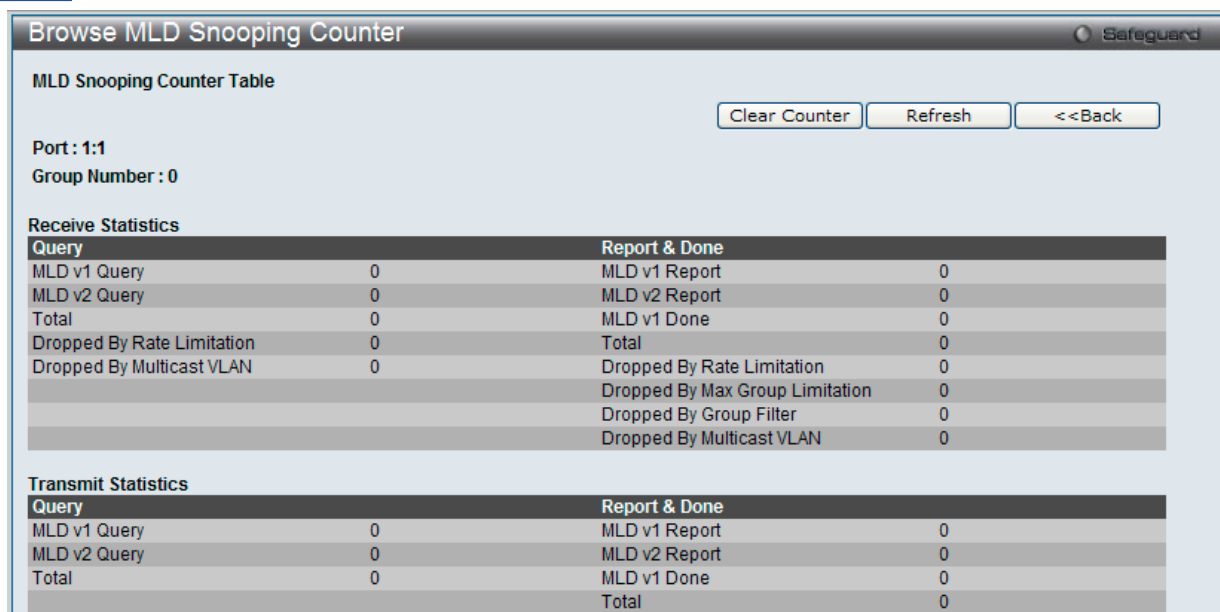 Browse MLD Snooping Counter Safeguard
MLD Snooping Counter Table
Clear Counter Refresh <<Back
Port : 1:1
Group Number : 0
Receive Statistics
Query Report & Done
MLD v1 Query 0 MLD v1 Report 0
MLD v2 Query 0 MLD v2 Report 0
Total 0 MLD v1 Done 0
Dropped By Rate Limitation 0 Total 0
Dropped By Multicast VLAN 0 Dropped By Rate Limitation 0
Dropped By Max Group Limitation 0
Dropped By Group Filter 0
Dropped By Multicast VLAN 0
Transmit Statistics
Query Report & Done
MLD v1 Query 0 MLD v1 Report 0
MLD v2 Query 0 MLD v2 Report 0
Total 0 MLD v1 Done 0
Total 0